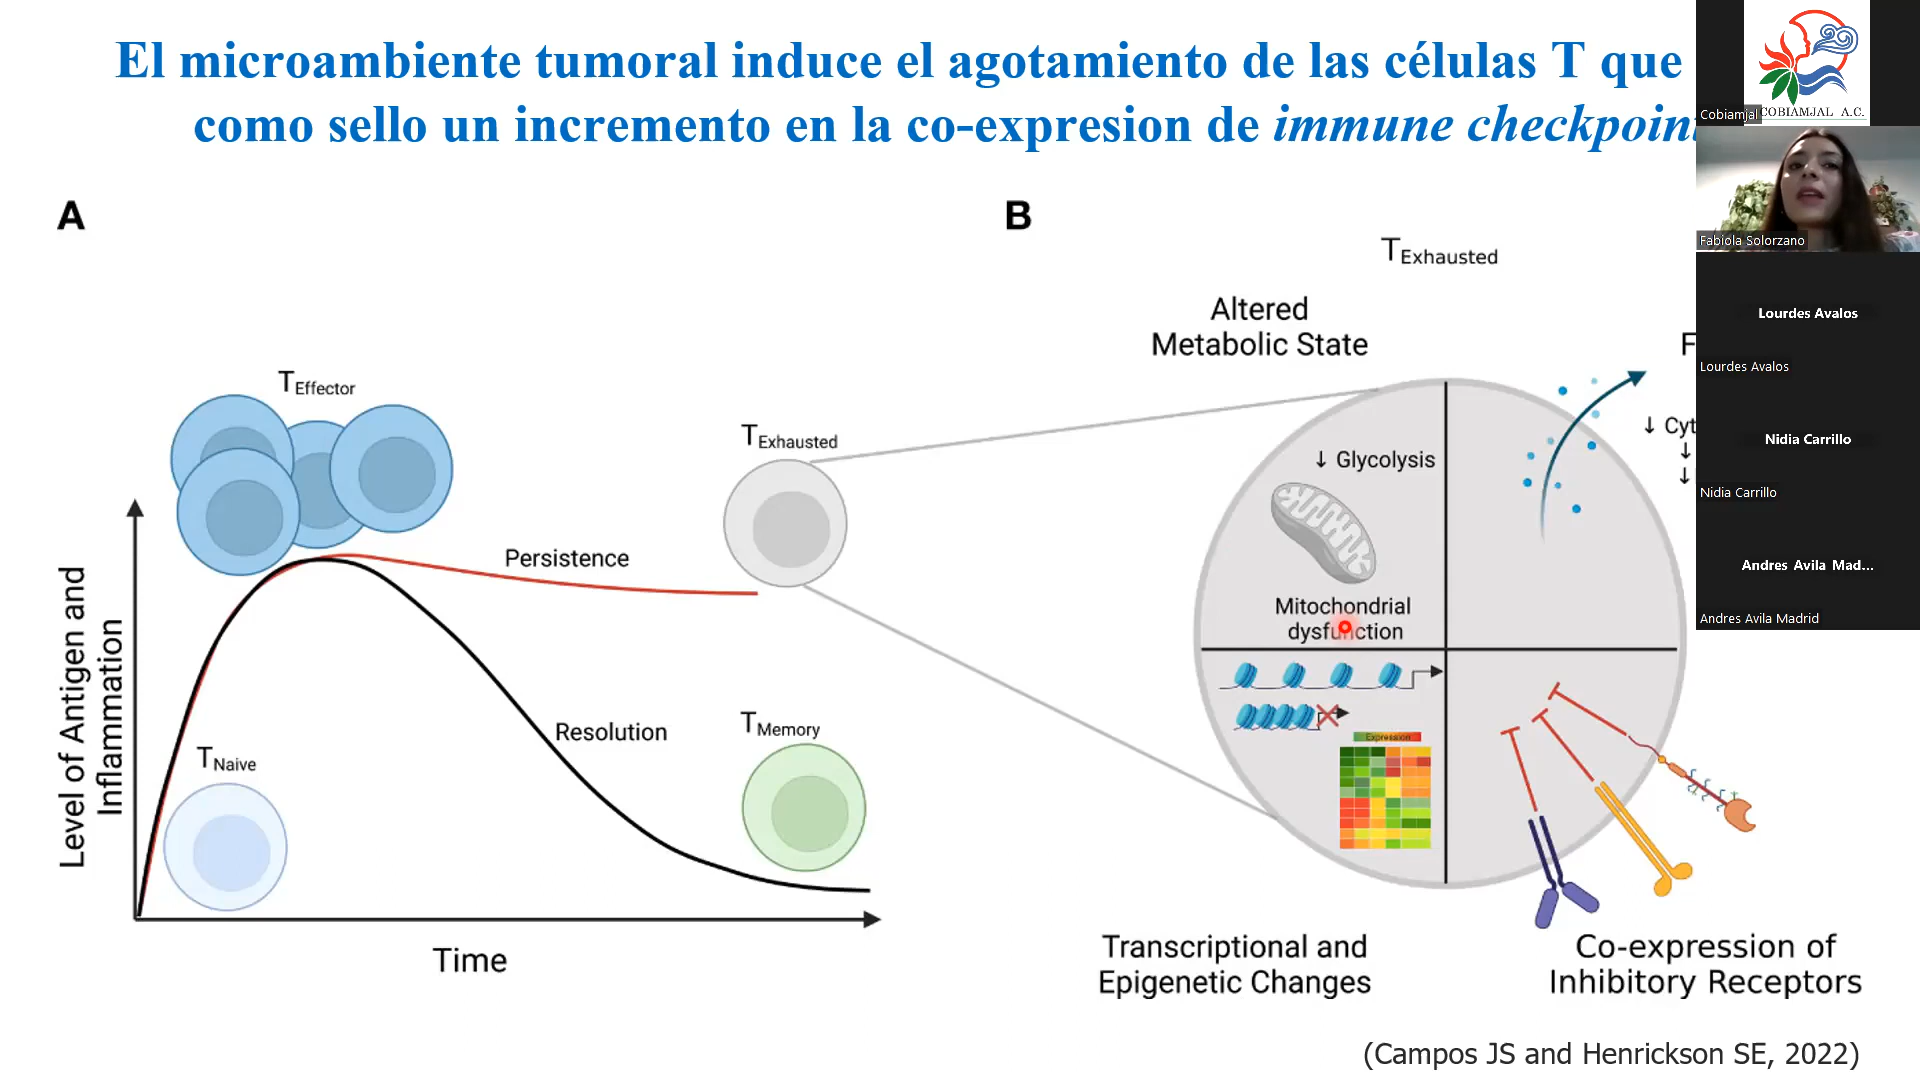 El microambiente tumoral induce el agotamiento de las células T que
como sello un incremento en la co-expresion de immune checkpoin
A
B
T Exhausted
Altered
Metabolic State
F
T Effector
T Exhausted
↓ Cyt
↓
↓
↓ Glycolysis
Persistence
Mitochondrial
dysfunction
Level of Antigen and
Inflammation
Resolution
T Memory
T Naive
Expression
Time
Transcriptional and
Epigenetic Changes
Co-expression of
Inhibitory Receptors
(Campos JS and Henrickson SE, 2022)
COBIAMJAL A.C.
Cobiamjal
Fabiola Solorzano
Lourdes Avalos
Lourdes Avalos
Nidia Carrillo
Nidia Carrillo
Andres Avila Mad...
Andres Avila Madrid